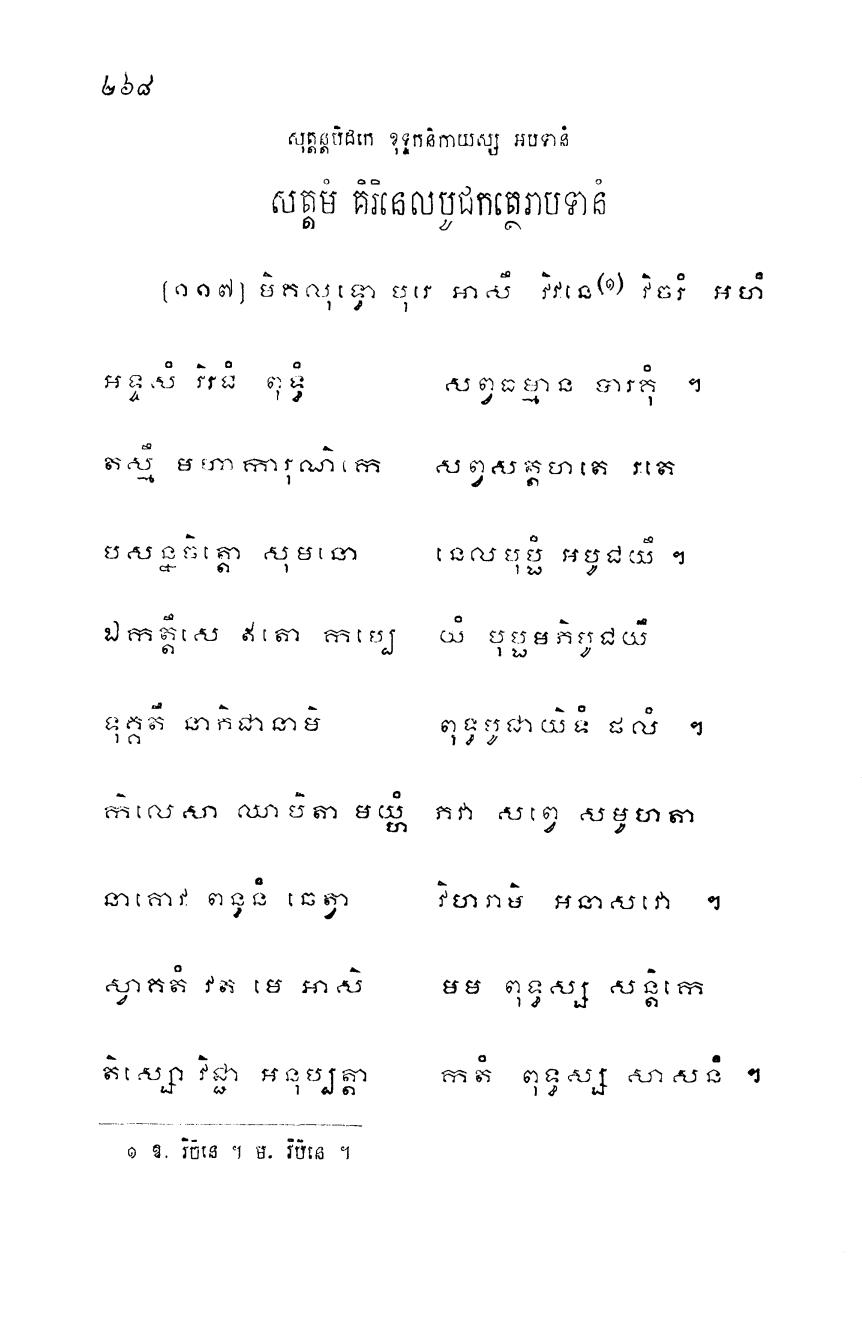 ២៦៨
សុត្តន្តបិដកេ ខុទ្ទកនិកាយស្ស អបទានំ
សត្តមំ គិរិនេលបូជកត្ថេរាបទានំ
[១១៧] មិគលុទ្ធោ បុរេ អាសឹ វិវនេ(១) វិចរំ អហំ
អទ្ទសំ វិរជំ ពុទ្ធំ សព្វធម្មាន បារគុំ ។
តស្មឹ មហាការុណិកេ សព្វសត្តហិតេ រតេ
បសន្នចិត្តោ សុមនោ នេលបុប្ផំ អបូជយឹ ។
ឯកត្តឹសេ ឥតោ កប្បេ យំ បុប្ផមភិបូជយឹ
ទុគ្គតឹ នាភិជានាមិ ពុទ្ធបូជាយិទំ ផលំ ។
កិលេសា ឈាបិតា មយ្ហំ ភវា សព្វេ សមូហតា
នាគោវ ពន្ធនំ ឆេត្វា វិហរាមិ អនាសវោ ។
ស្វាគតំ វត មេ អាសិ មម ពុទ្ធស្ស សន្តិកេ
តិស្សោ វិជ្ជា អនុប្បត្តា កតំ ពុទ្ធស្ស សាសនំ ។
១ ឱ. វិចិនេ ។ ម. វិបិនេ ។